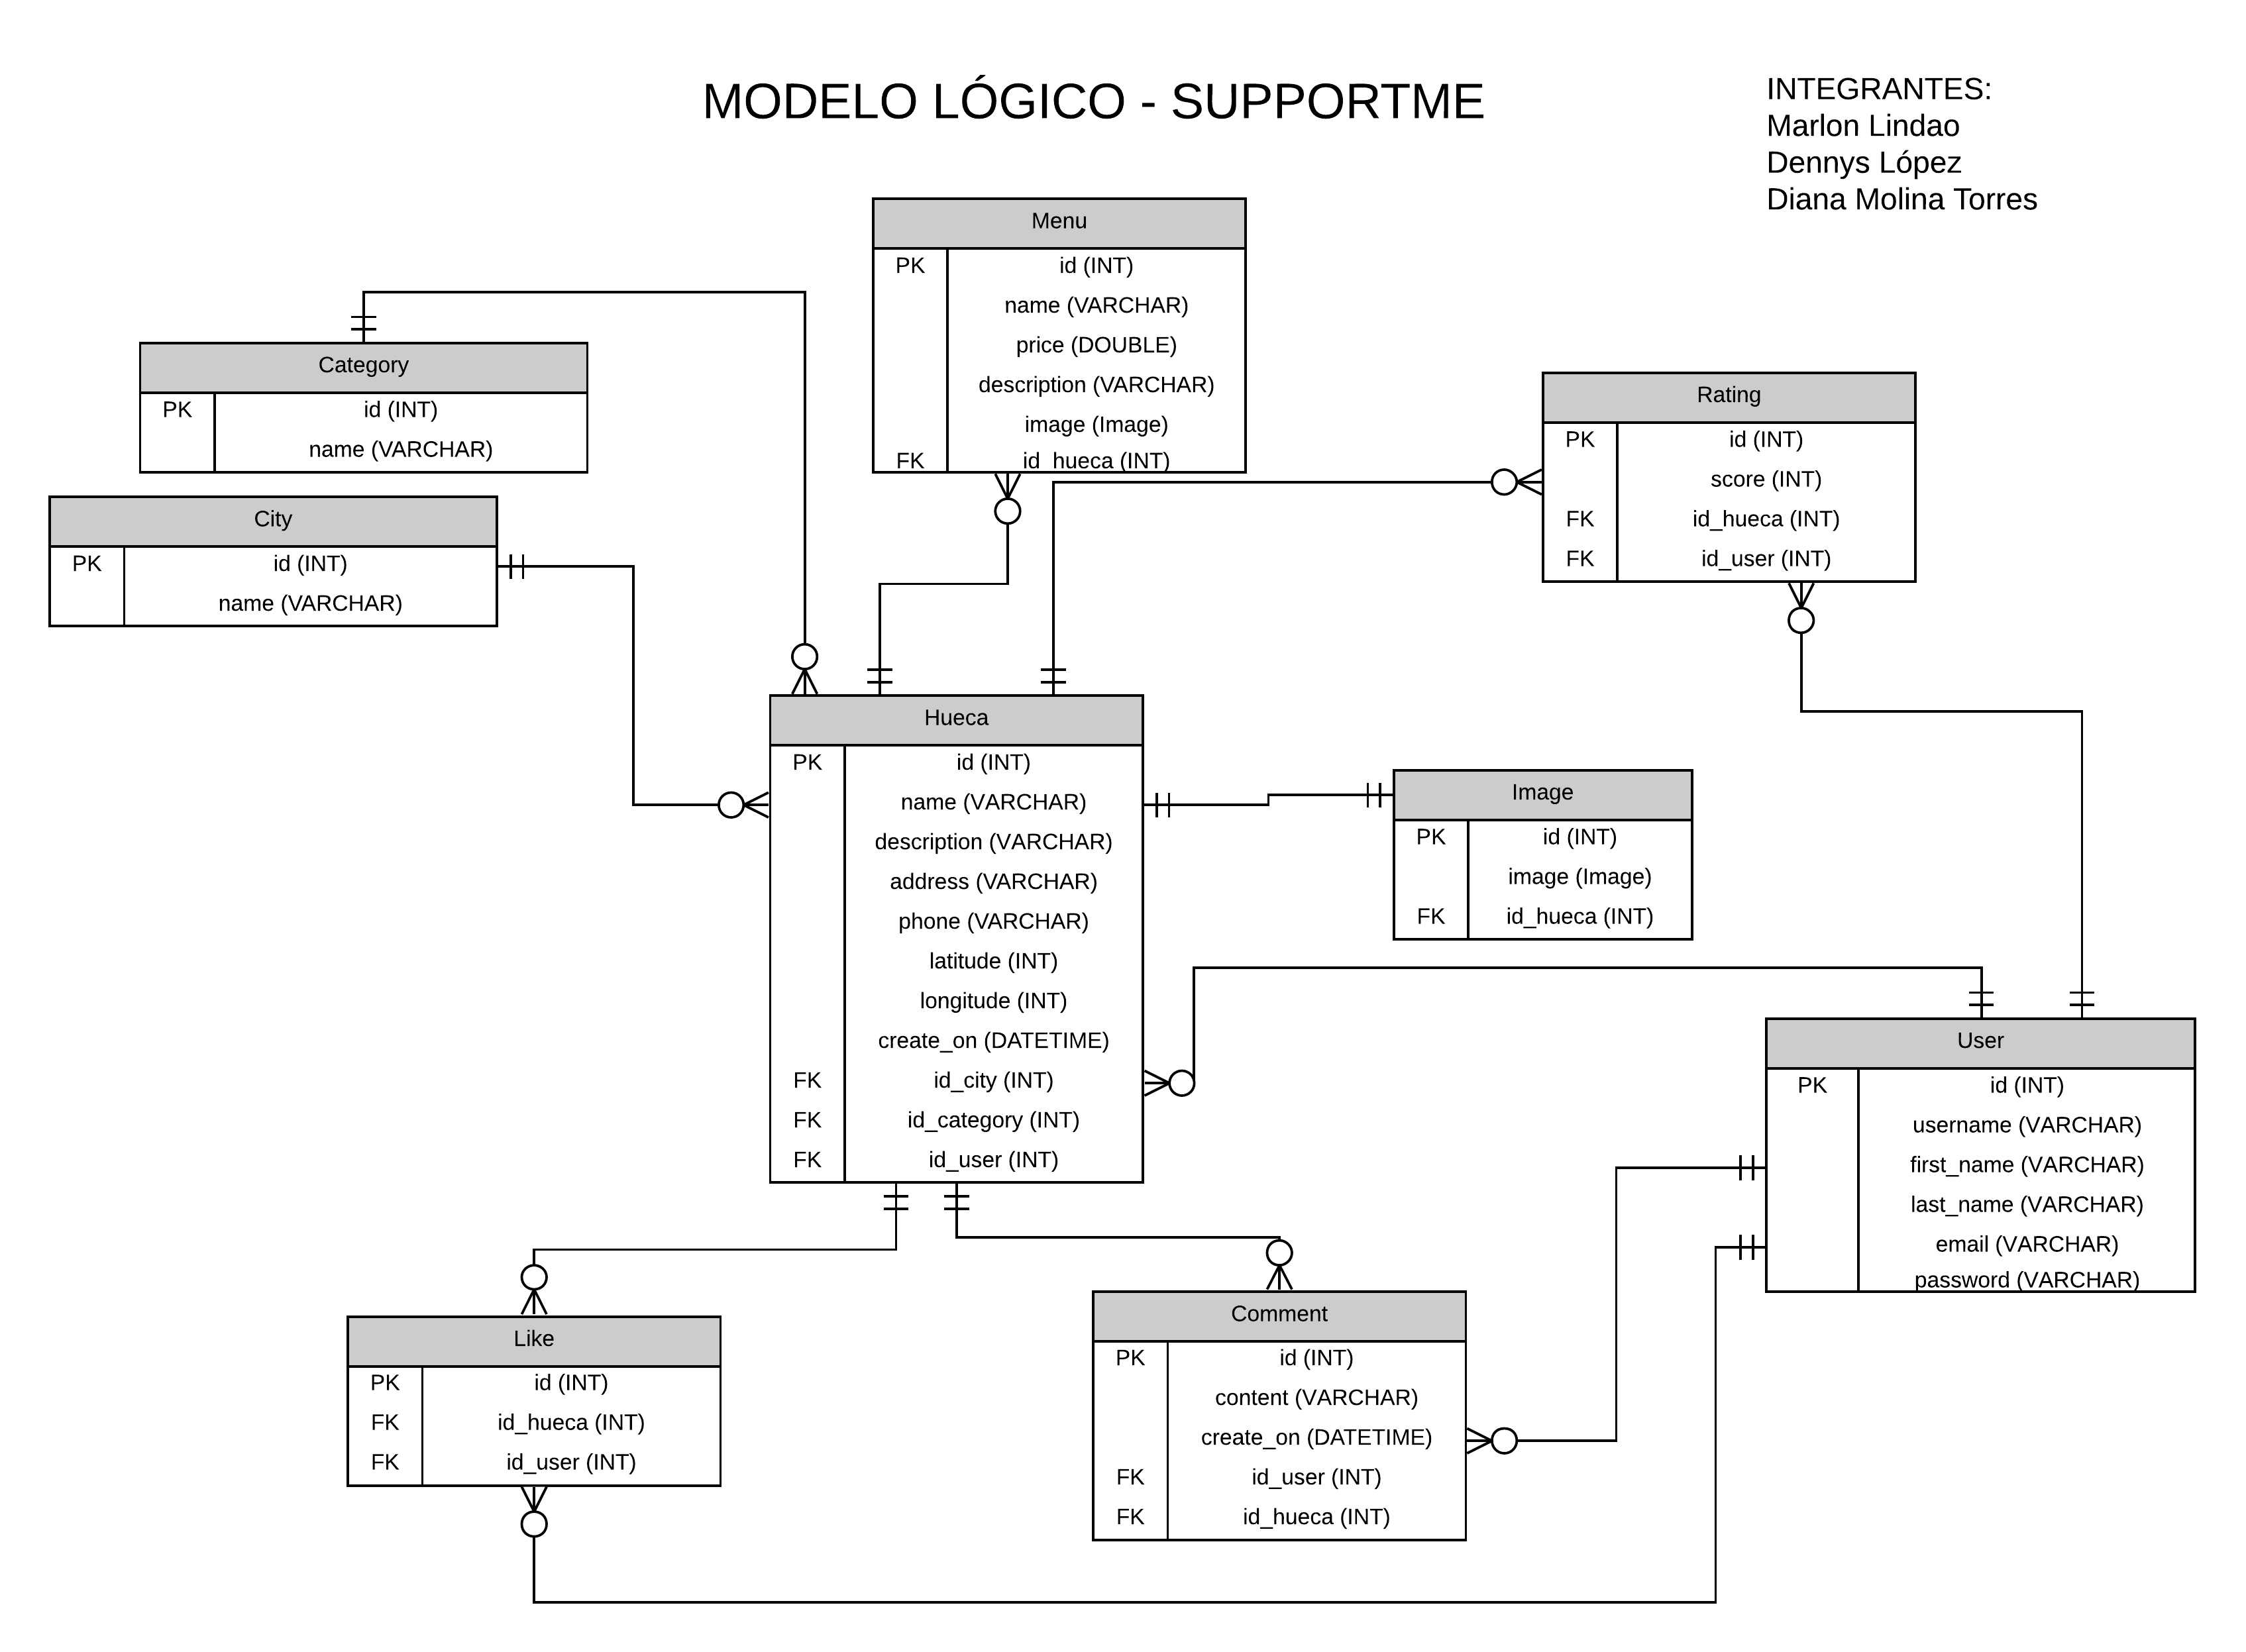 MODELO LÓGICO - SUPPORTME
INTEGRANTES:
Marlon Lindao
Dennys López
Diana Molina Torres
Menu
PK id (INT)
name (VARCHAR)
price (DOUBLE)
description (VARCHAR)
image (Image)
FK id_hueca (INT)
Category
PK id (INT)
name (VARCHAR)
Rating
PK id (INT)
score (INT)
FK id_hueca (INT)
FK id_user (INT)
City
PK id (INT)
name (VARCHAR)
Hueca
PK id (INT)
name (VARCHAR)
description (VARCHAR)
address (VARCHAR)
phone (VARCHAR)
latitude (INT)
longitude (INT)
create_on (DATETIME)
FK id_city (INT)
FK id_category (INT)
FK id_user (INT)
Image
PK id (INT)
image (Image)
FK id_hueca (INT)
User
PK id (INT)
username (VARCHAR)
first_name (VARCHAR)
last_name (VARCHAR)
email (VARCHAR)
password (VARCHAR)
Like
PK id (INT)
FK id_hueca (INT)
FK id_user (INT)
Comment
PK id (INT)
content (VARCHAR)
create_on (DATETIME)
FK id_user (INT)
FK id_hueca (INT)